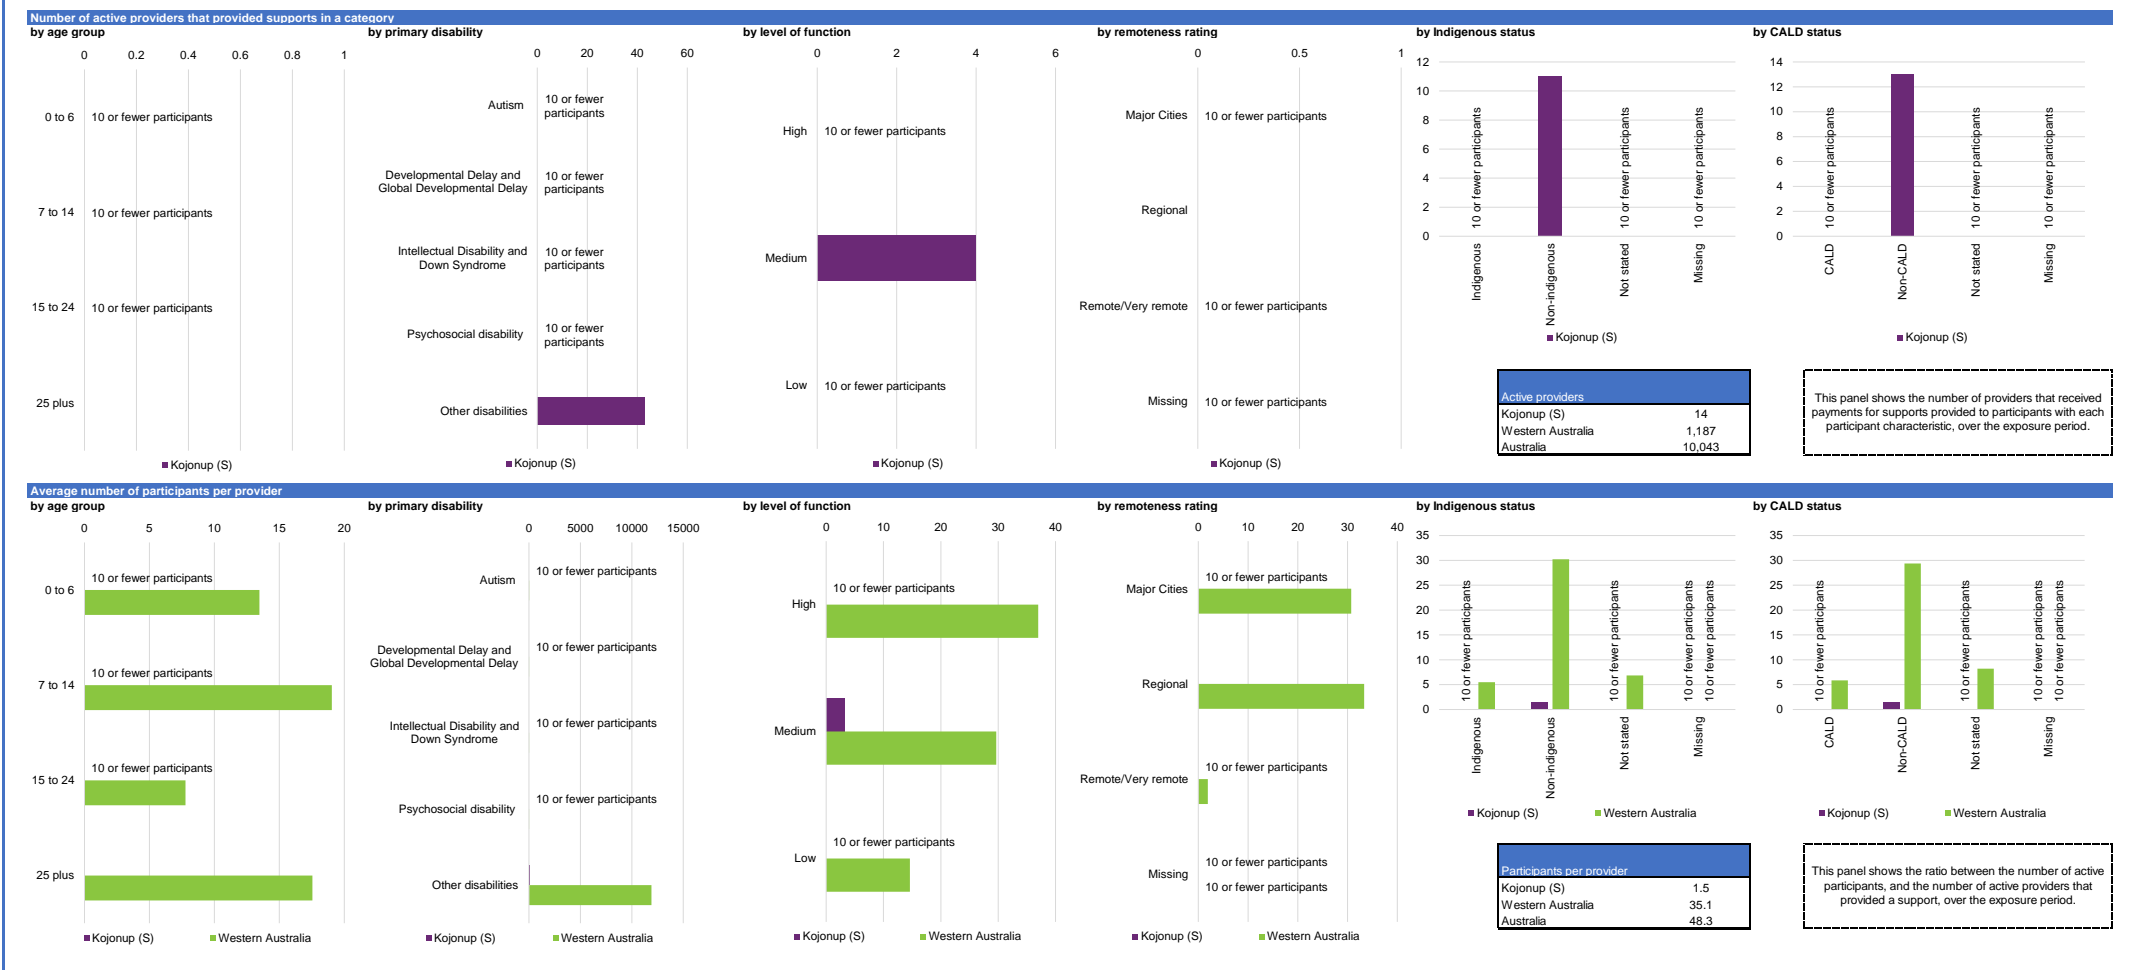 Number of active providers that provided supports in a category
by age group
0 0.2 0.4 0.6 0.8 1
0 to 6 10 or fewer participants
7 to 14 10 or fewer participants
15 to 24 10 or fewer participants
25 plus
Kojonup (S)
by primary disability
0 20 40 60
Autism
10 or fewer
participants
Developmental Delay and
Global Developmental Delay
10 or fewer
participants
Intellectual Disability and
Down Syndrome
10 or fewer
participants
Psychosocial disability
10 or fewer
participants
Other disabilities
Kojonup (S)
by level of function
0 2 4 6
High 10 or fewer participants
Medium
Low 10 or fewer participants
Kojonup (S)
by remoteness rating
0 0.5 1
Major Cities 10 or fewer participants
Regional
Remote/Very remote 10 or fewer participants
Missing 10 or fewer participants
Kojonup (S)
by Indigenous status
12
10
8
6
4
2
0
10 or fewer participants
10 or fewer participants
10 or fewer participants
Indigenous
Non-indigenous
Not stated
Missing
Kojonup (S)
by CALD status
14
12
10
8
6
4
2
0
10 or fewer participants
10 or fewer participants
10 or fewer participants
CALD
Non-CALD
Not stated
Missing
Kojonup (S)
Active providers
Kojonup (S) 14
Western Australia 1,187
Australia 10,043
This panel shows the number of providers that received
payments for supports provided to participants with each
participant characteristic, over the exposure period.
Average number of participants per provider
by age group
0 5 10 15 20
0 to 6 10 or fewer participants
7 to 14 10 or fewer participants
15 to 24 10 or fewer participants
25 plus
Kojonup (S) Western Australia
by primary disability
0 5000 10000 15000
Autism 10 or fewer participants
Developmental Delay and
Global Developmental Delay
10 or fewer participants
Intellectual Disability and
Down Syndrome
10 or fewer participants
Psychosocial disability 10 or fewer participants
Other disabilities
Kojonup (S) Western Australia
by level of function
0 10 20 30 40
High 10 or fewer participants
Medium
Low 10 or fewer participants
Kojonup (S) Western Australia
by remoteness rating
0 10 20 30 40
Major Cities 10 or fewer participants
Regional
Remote/Very remote 10 or fewer participants
Missing 10 or fewer participants
10 or fewer participants
Kojonup (S) Western Australia
by Indigenous status
35
30
25
20
15
10
5
0
10 or fewer participants
10 or fewer participants
10 or fewer participants
10 or fewer participants
Indigenous
Non-indigenous
Not stated
Missing
Kojonup (S) Western Australia
by CALD status
35
30
25
20
15
10
5
0
10 or fewer participants
10 or fewer participants
10 or fewer participants
10 or fewer participants
CALD
Non-CALD
Not stated
Missing
Kojonup (S) Western Australia
Participants per provider
Kojonup (S) 1.5
Western Australia 35.1
Australia 48.3
This panel shows the ratio between the number of active
participants, and the number of active providers that
provided a support, over the exposure period.